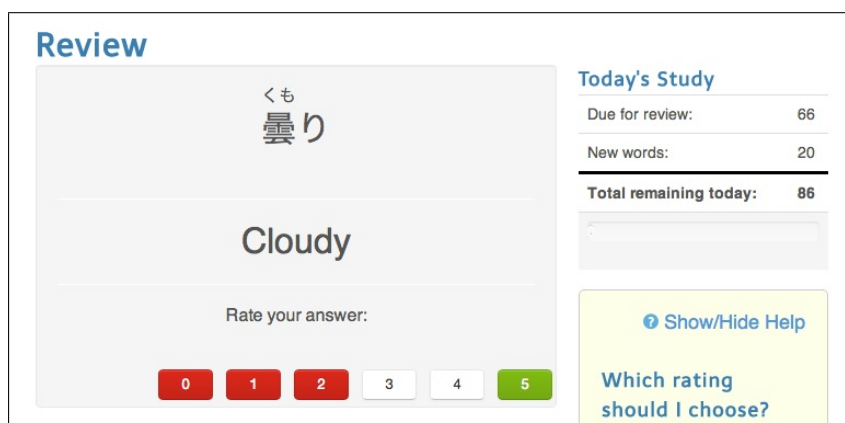 Review
くも
曇り
Cloudy
Rate your answer:
0 1 2 3 4 5
Today's Study
Due for review: 66
New words: 20
Total remaining today: 86
Show/Hide Help
Which rating
should I choose?